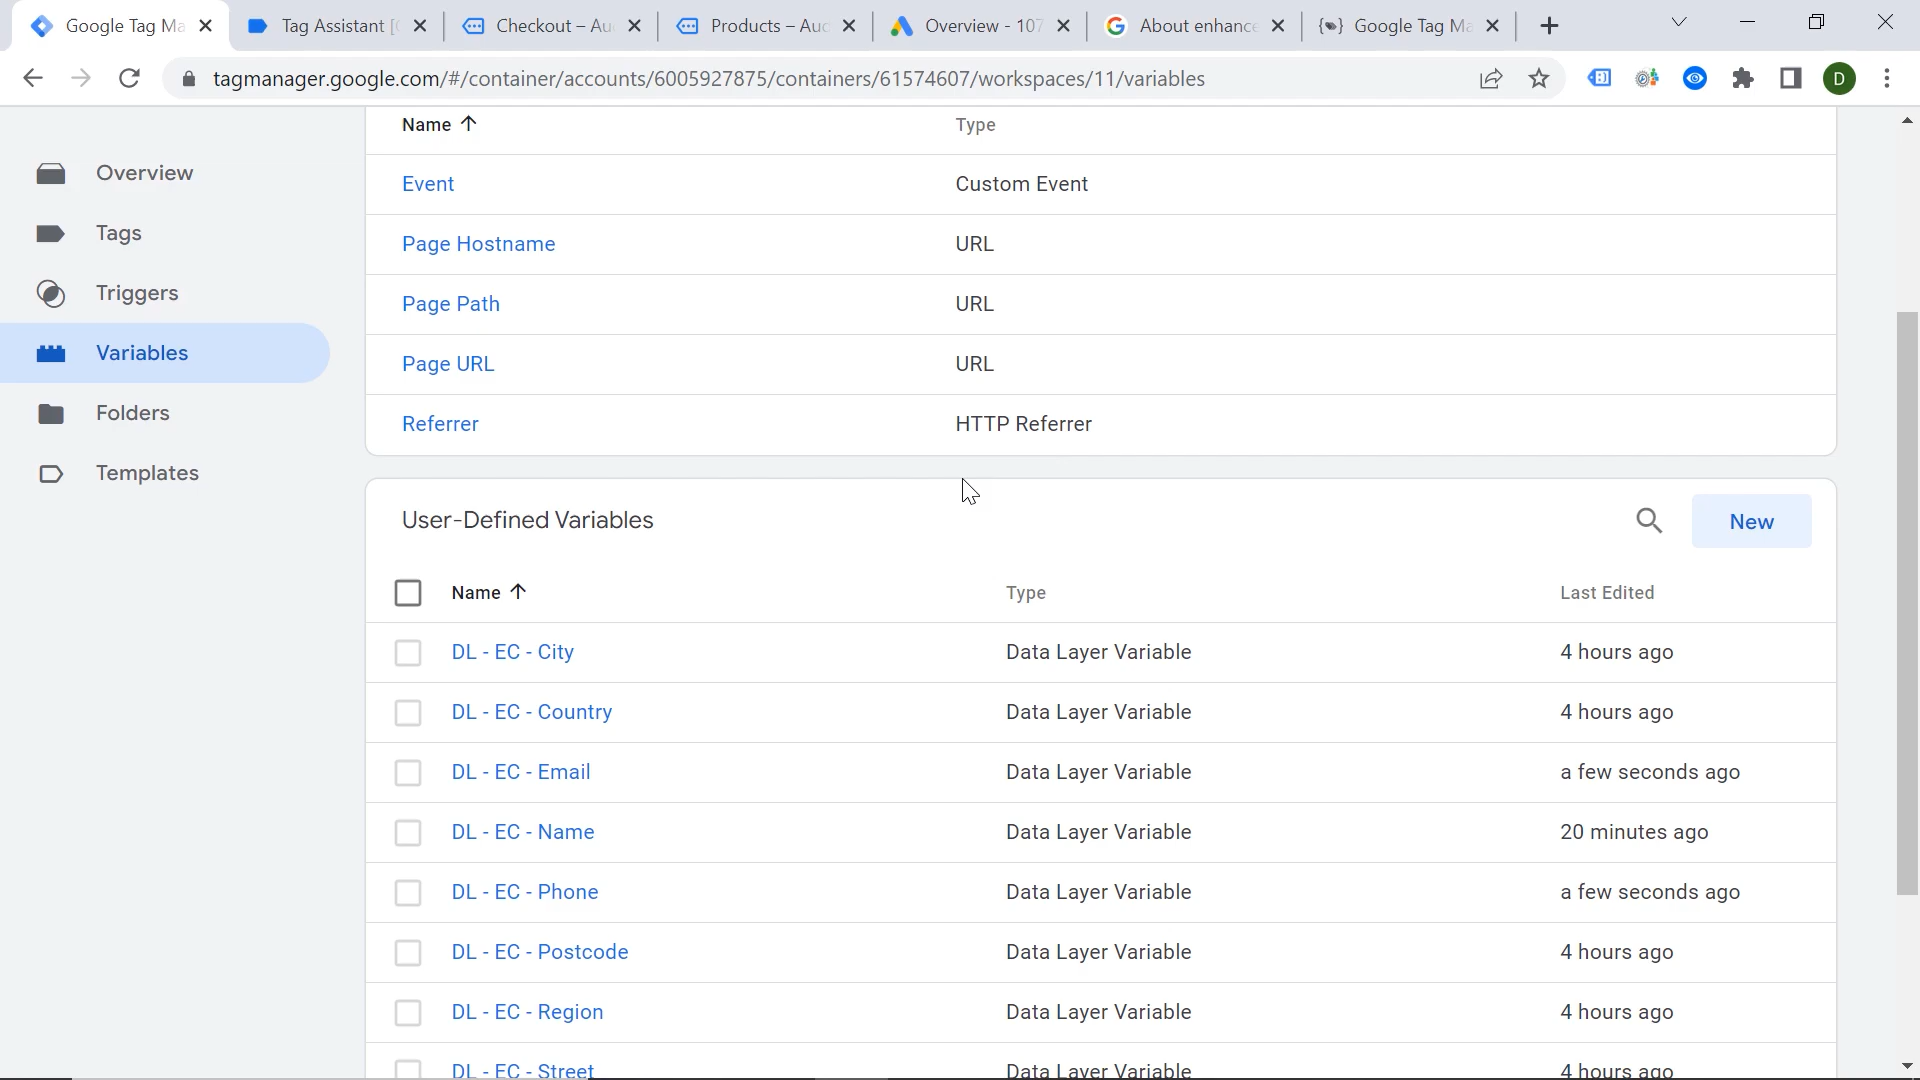 Google Tag Ma
Tag Assistant [
Checkout – Au
Products – Auc
Overview - 107
About enhance
Google Tag Ma
tagmanager.google.com/#/container/accounts/6005927875/containers/61574607/workspaces/11/variables
D
Overview
Tags
Triggers
Variables
Folders
Templates
Name Type
Event Custom Event
Page Hostname URL
Page Path URL
Page URL URL
Referrer HTTP Referrer
User-Defined Variables New
Name Type Last Edited
DL - EC - City Data Layer Variable 4 hours ago
DL - EC - Country Data Layer Variable 4 hours ago
DL - EC - Email Data Layer Variable a few seconds ago
DL - EC - Name Data Layer Variable 20 minutes ago
DL - EC - Phone Data Layer Variable a few seconds ago
DL - EC - Postcode Data Layer Variable 4 hours ago
DL - EC - Region Data Layer Variable 4 hours ago
DL - EC - Street Data Layer Variable 4 hours ago